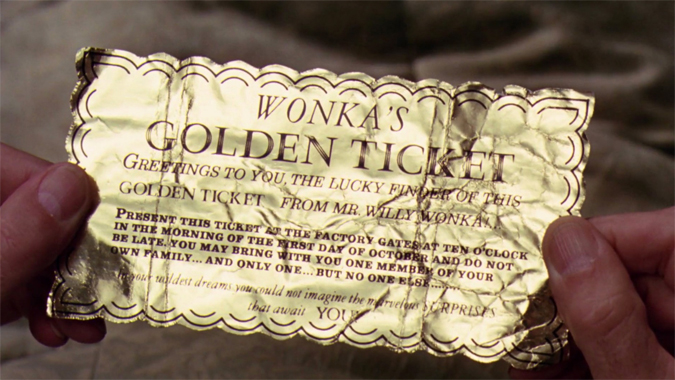 WONKA'S
GOLDEN TICKET
GREETINGS TO YOU, THE LUCKY FINDER OF THIS
GOLDEN TICKET FROM MR. WILLY WONKA!
PRESENT THIS TICKET AT THE FACTORY GATES AT TEN O'CLOCK
IN THE MORNING OF THE FIRST DAY OF OCTOBER AND DO NOT
BE LATE. YOU MAY BRING WITH YOU ONE MEMBER OF YOUR
OWN FAMILY... AND ONLY ONE... BUT NO ONE ELSE........
In your wildest dreams you could not imagine the marvelous SURPRISES
that await YOU!